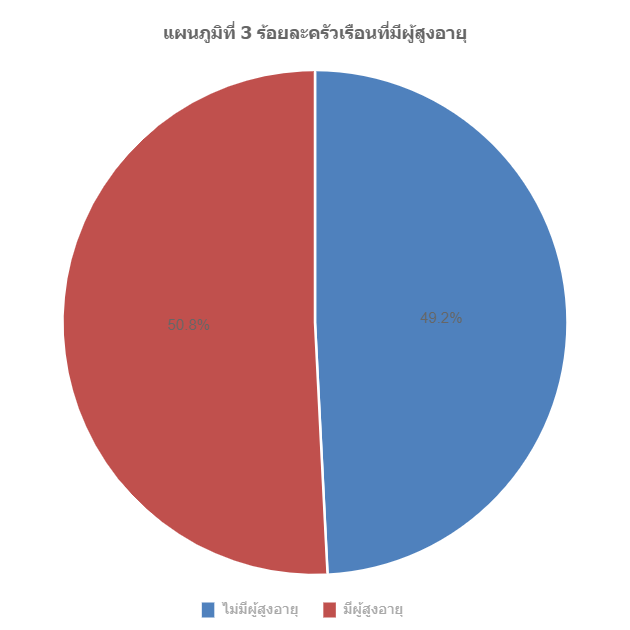 แผนภูมิที่ 3 ร้อยละครัวเรือนที่มีผู้สูงอายุ
50.8%
49.2%
ไม่มีผู้สูงอายุ มีผู้สูงอายุ